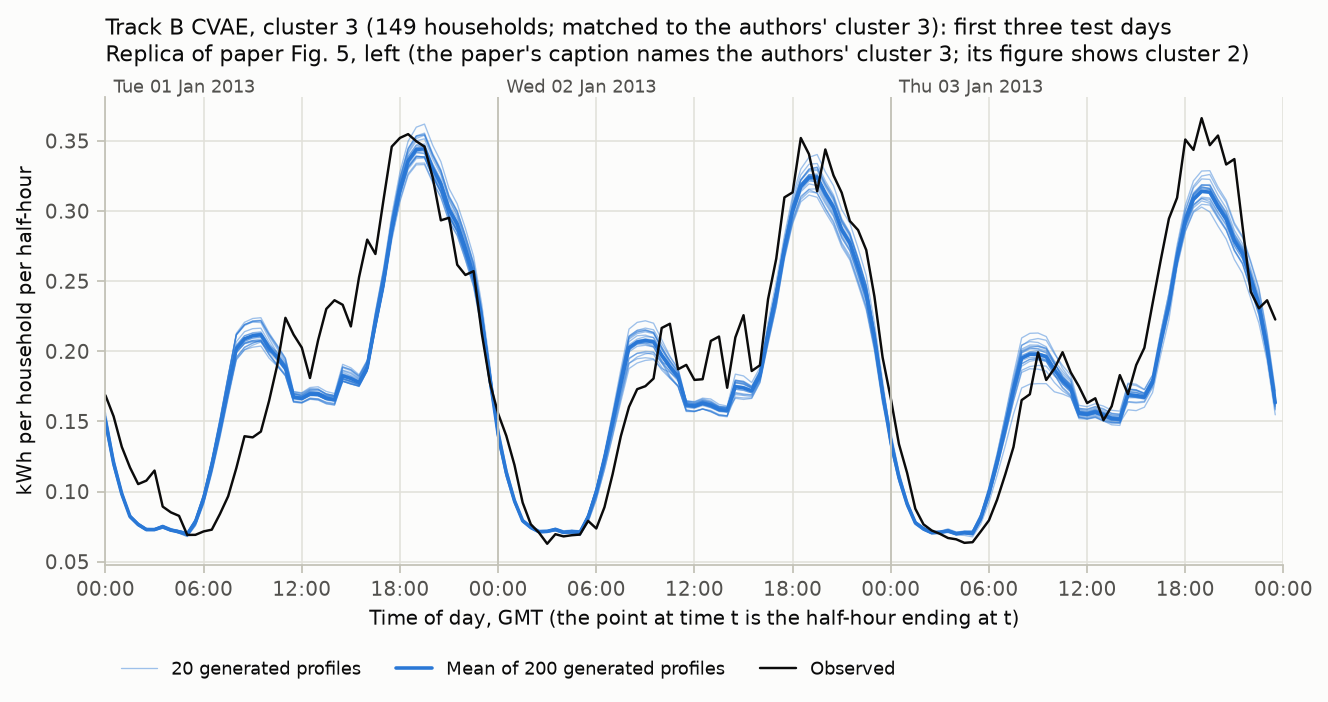 Track B CVAE, cluster 3 (149 households; matched to the authors' cluster 3): first three test days
Replica of paper Fig. 5, left (the paper's caption names the authors' cluster 3; its figure shows cluster 2)
Tue 01 Jan 2013 Wed 02 Jan 2013 Thu 03 Jan 2013
kWh per household per half-hour
0.35
0.30
0.25
0.20
0.15
0.10
0.05
00:00 06:00 12:00 18:00 00:00 06:00 12:00 18:00 00:00 06:00 12:00 18:00 00:00
Time of day, GMT (the point at time t is the half-hour ending at t)
20 generated profiles Mean of 200 generated profiles Observed